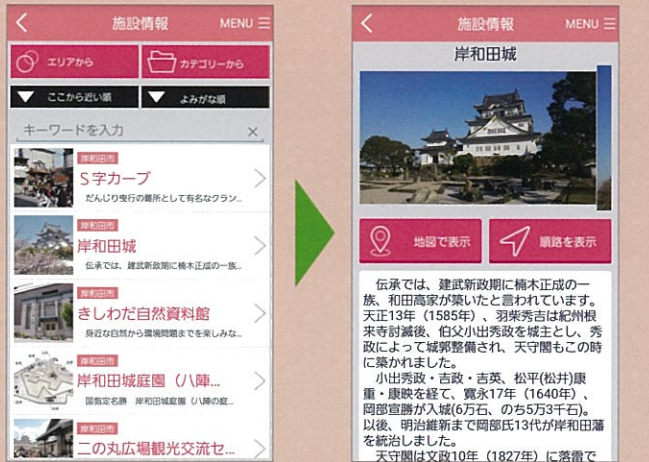 施設情報
MENU
エリアから
カテゴリーから
ここから近い順
よみがな順
キーワードを入力
岸和田市
S字カーブ
だんじり曳行の難所として有名なクラン...
岸和田市
岸和田城
伝承では、建武新政期に楠木正成の一族...
岸和田市
きしわだ自然資料館
身近な自然から環境問題までを楽しみな...
岸和田市
岸和田城庭園（八陣...
国指定名勝 岸和田城庭園（八陣の庭...
岸和田市
二の丸広場観光交流セ...
施設情報
MENU
岸和田城
地図で表示
順路を表示
伝承では、建武新政期に楠木正成の一
族、和田高家が築いたと言われています。
天正13年（1585年）、羽柴秀吉は紀州根
来寺討滅後、伯父小出秀政を城主とし、秀
政によって城郭整備され、天守閣もこの時
に築かれました。
小出秀政・吉政・吉英、松平(松井)康
重・康映を経て、寛永17年（1640年）、
岡部宣勝が入城(6万石、のち5万3千石)。
以後、明治維新まで岡部氏13代が岸和田藩
を統治しました。
天守閣は文政10年（1827年）に落雷で